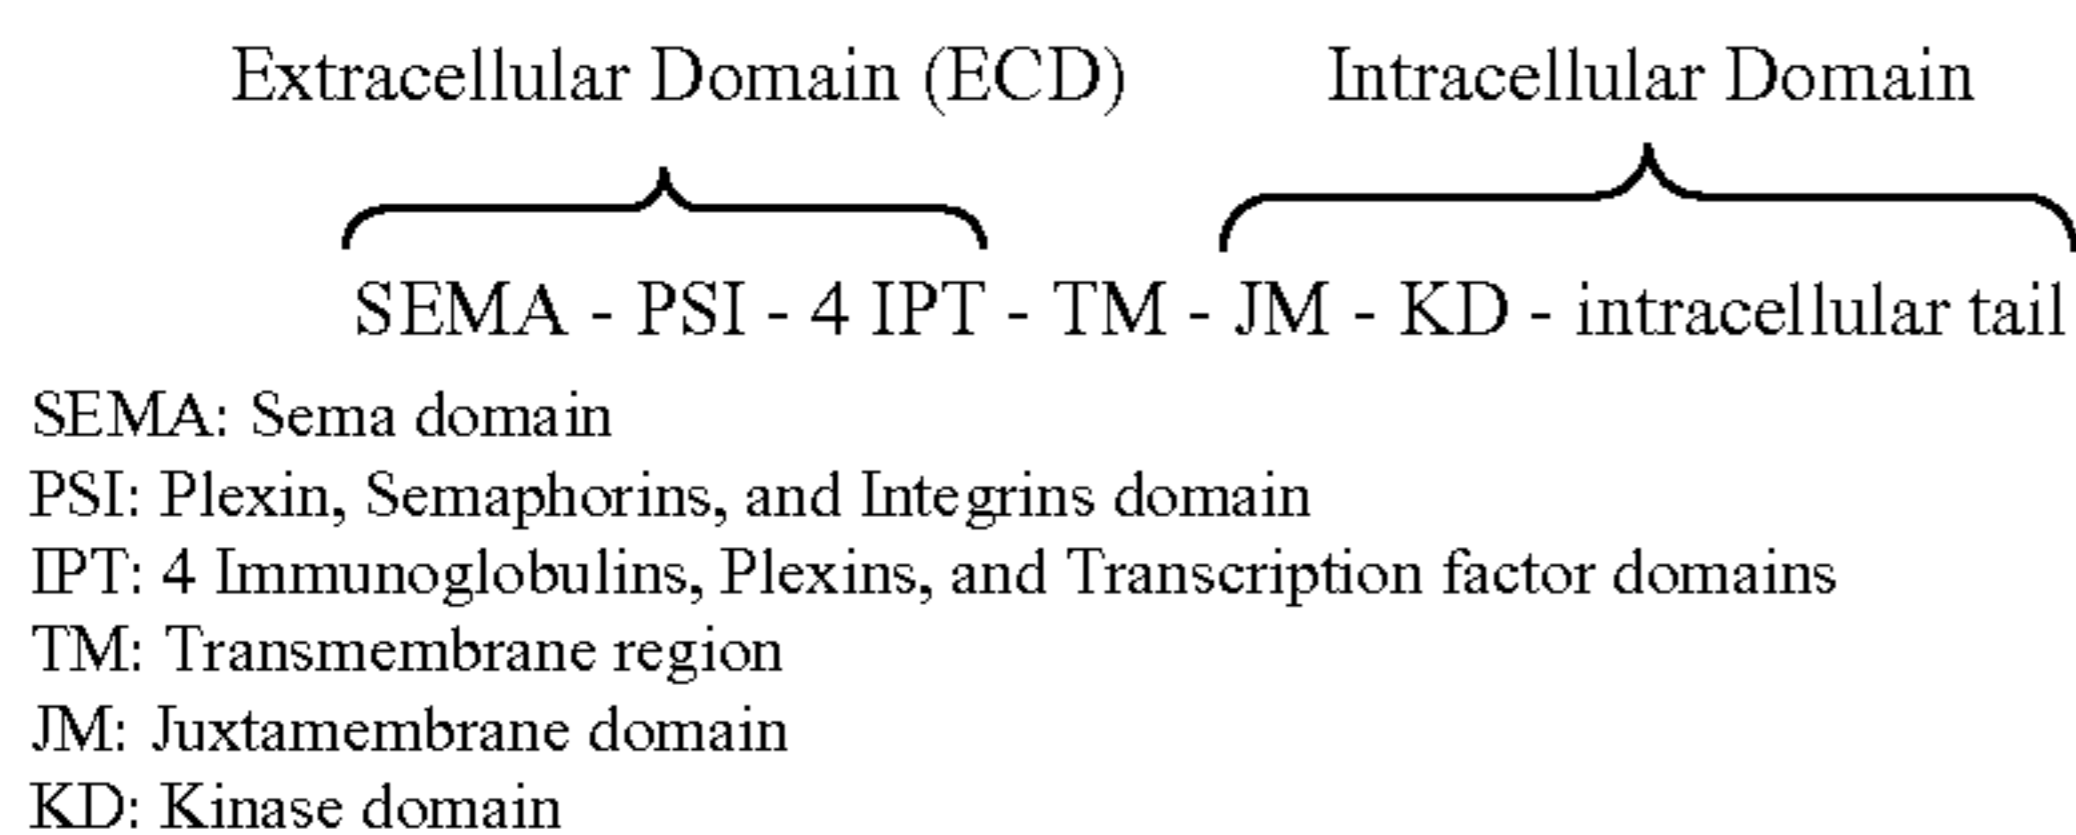 Extracellular Domain (ECD) Intracellular Domain
SEMA - PSI - 4 IPT - TM - JM - KD - intracellular tail
SEMA: Sema domain
PSI: Plexin, Semaphorins, and Integrins domain
IPT: 4 Immunoglobulins, Plexins, and Transcription factor domains
TM: Transmembrane region
JM: Juxtamembrane domain
KD: Kinase domain